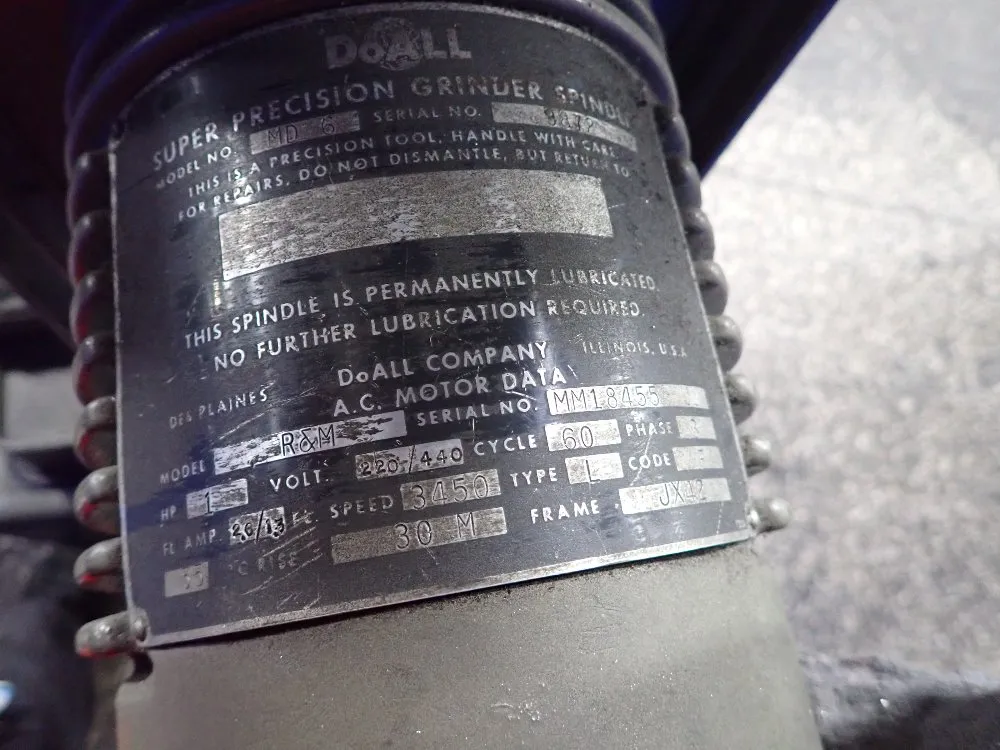 DoALL
SUPER PRECISION GRINDER SPINDLE
MODEL NO. MD 6 SERIAL NO.
THIS IS A PRECISION TOOL, HANDLE WITH CARE.
FOR REPAIRS, DO NOT DISMANTLE, BUT RETURN TO
THIS SPINDLE IS PERMANENTLY LUBRICATED.
NO FURTHER LUBRICATION REQUIRED.
DoALL COMPANY
DES PLAINES ILLINOIS, U.S.A.
A.C. MOTOR DATA
MODEL R&M SERIAL NO. MM18455
HP 1 VOLT. 220/440 CYCLE 60 PHASE
FL AMP. SPEED 3450 TYPE L CODE
°C RISE 30 M FRAME JX42